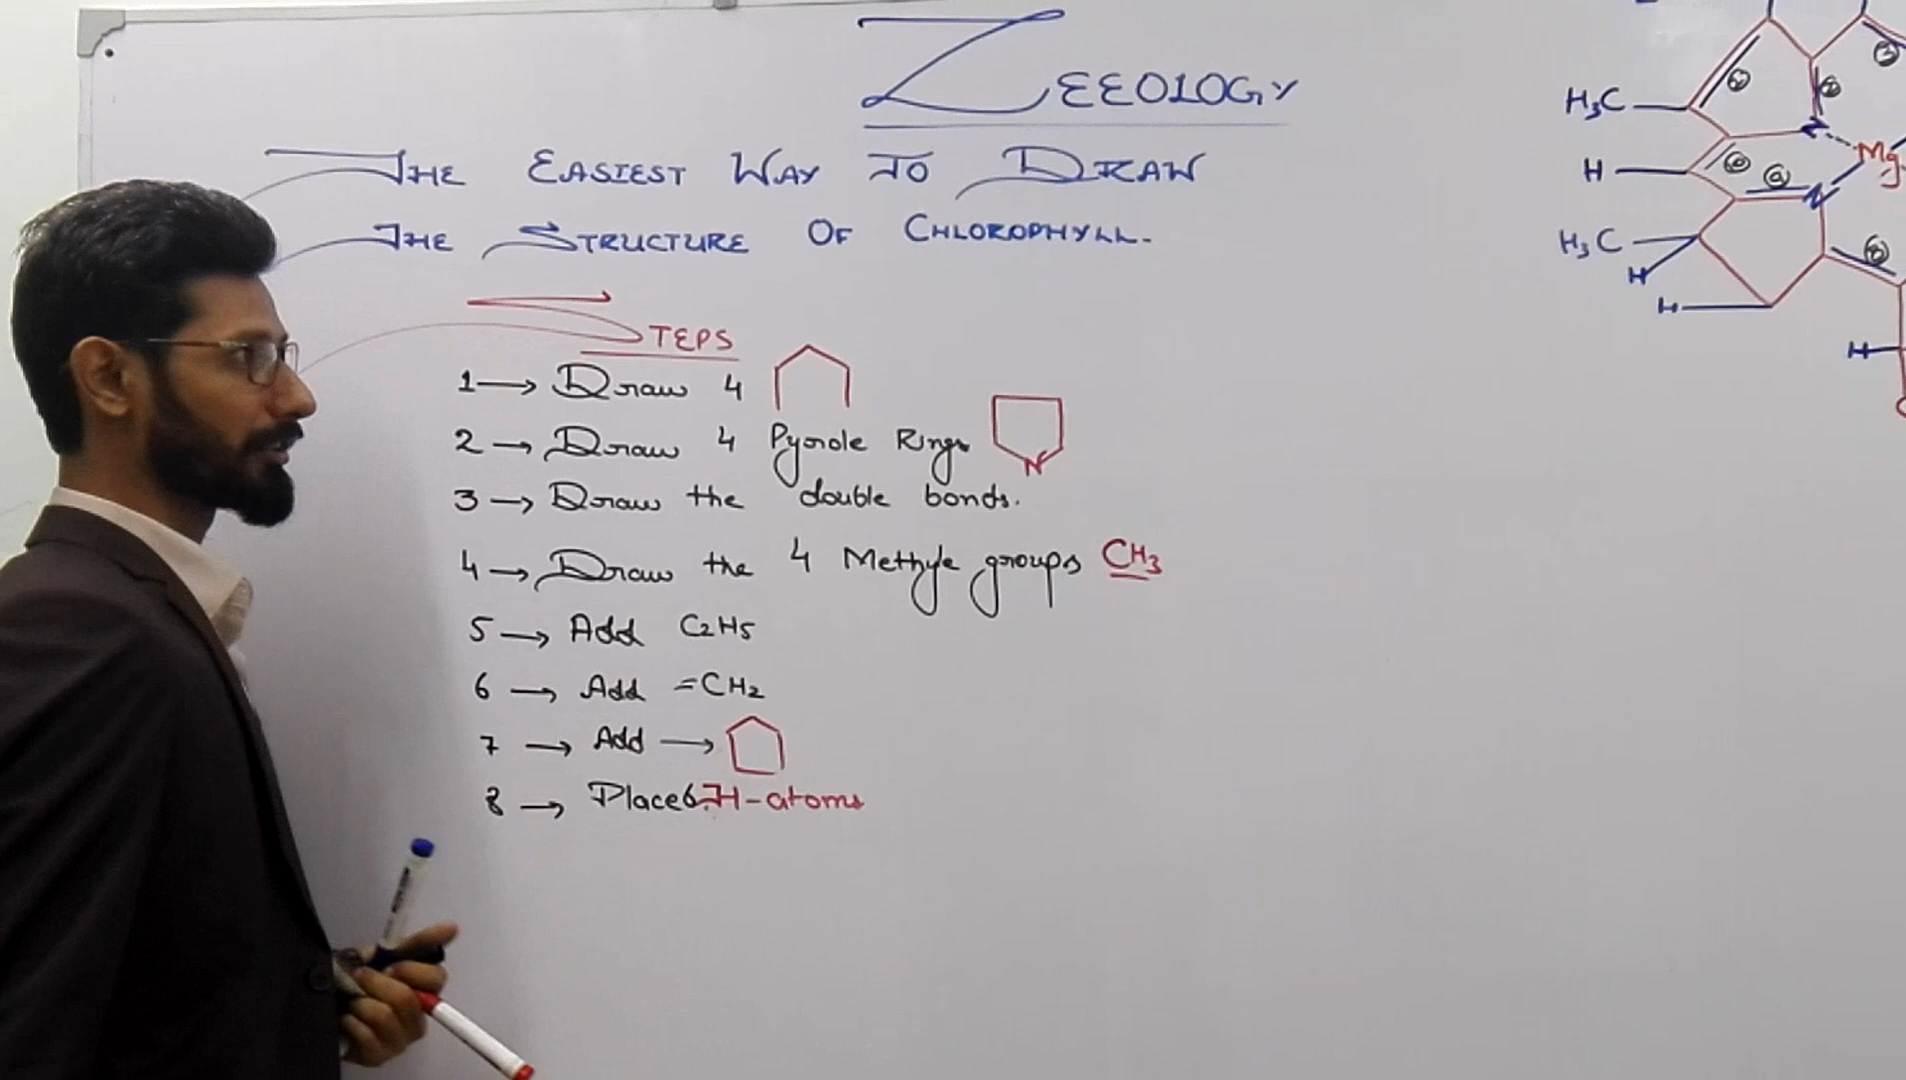 ZEEOLOGY
THE EASIEST WAY TO DRAW
THE STRUCTURE OF CHLOROPHYLL.
STEPS
1 → Draw 4
2 → Draw 4 Pyrole Rings N
3 → Draw the double bonds.
4 → Draw the 4 Methyle groups CH3
5 → Add C2H5
6 → Add =CH2
7 → Add →
8 → Place 6 H-atoms
3
H3C
N
Mg
H
N
H3C
H
H
H